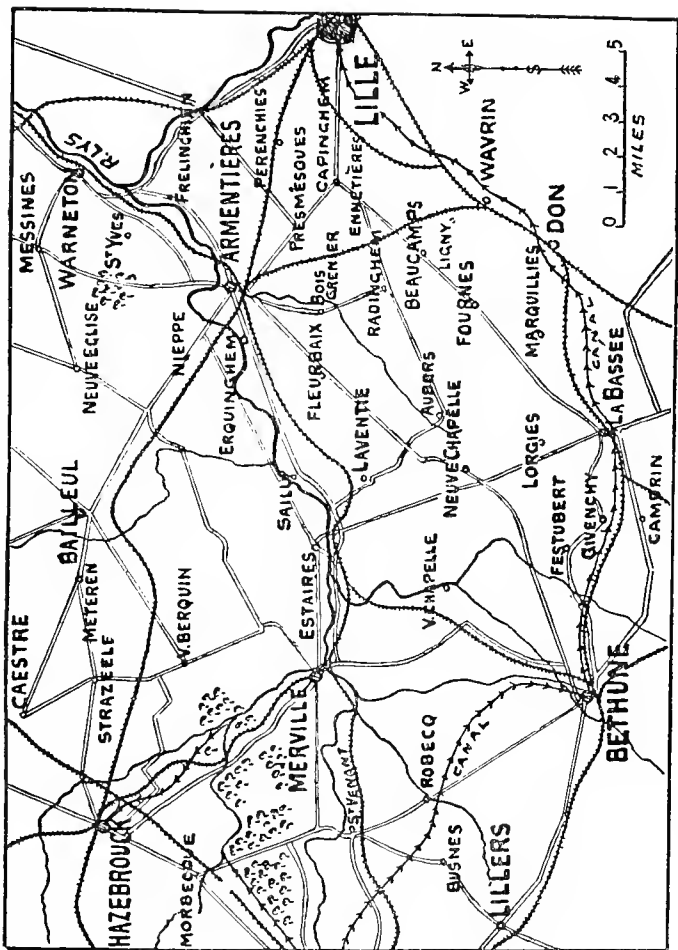 CAESTRE
MESSINES
BAILLEUL
WARNETON
METEREN
NEUVE EGLISE
STRAZEELE
ST YVES
R LYS
HAZEBROUCK
V. BERQUIN
NIEPPE
MORBECQUE
FRELINGHIEN
ERQUINGHEM
ARMENTIÈRES
PERENCHIES
SAILLY
MERVILLE
ESTAIRES
FLEURBAIX
BOIS
GRENIER
FRESMESQUES
CAPINGHEM
ST VENANT
LAVENTIE
RADINGHEM
ENNETIÈRES
LILLE
ROBECQ
V. CHAPELLE
NEUVE CHAPELLE
AUBERS
BEAUCAMPS
LIGNY
BUSNES
CANAL
FOURNES
LILLERS
LORGIES
MARQUILLIES
WAVRIN
FESTUBERT
GIVENCHY
DON
BETHUNE
LA BASSÉE
CANAL
CAMBRIN
N
W
E
S
0 1 2 3 4 5
MILES